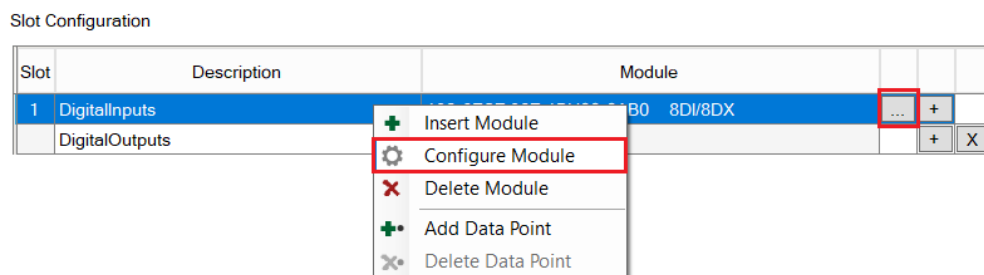 Slot Configuration
Slot Description Module
1 DigitalInputs 8DI/8DX ... +
DigitalOutputs + X
Insert Module
Configure Module
Delete Module
Add Data Point
Delete Data Point